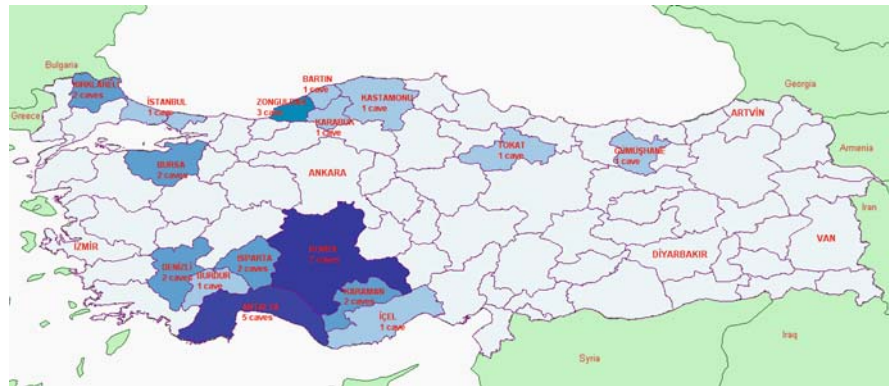 Bulgaria
BARTIN
1 cave
Georgia
KIRKLARELİ
2 caves
İSTANBUL
1 cave
ZONGULDAK
3 caves
KASTAMONU
1 cave
Greece
KARABÜK
1 cave
ARTVİN
TOKAT
1 cave
GÜMÜŞHANE
1 cave
Armenia
BURSA
2 caves
ANKARA
Iran
İZMİR
KONYA
7 caves
VAN
DİYARBAKIR
ISPARTA
2 caves
DENİZLİ
2 caves
BURDUR
1 cave
KARAMAN
2 caves
ANTALYA
5 caves
İÇEL
1 cave
Iraq
Syria